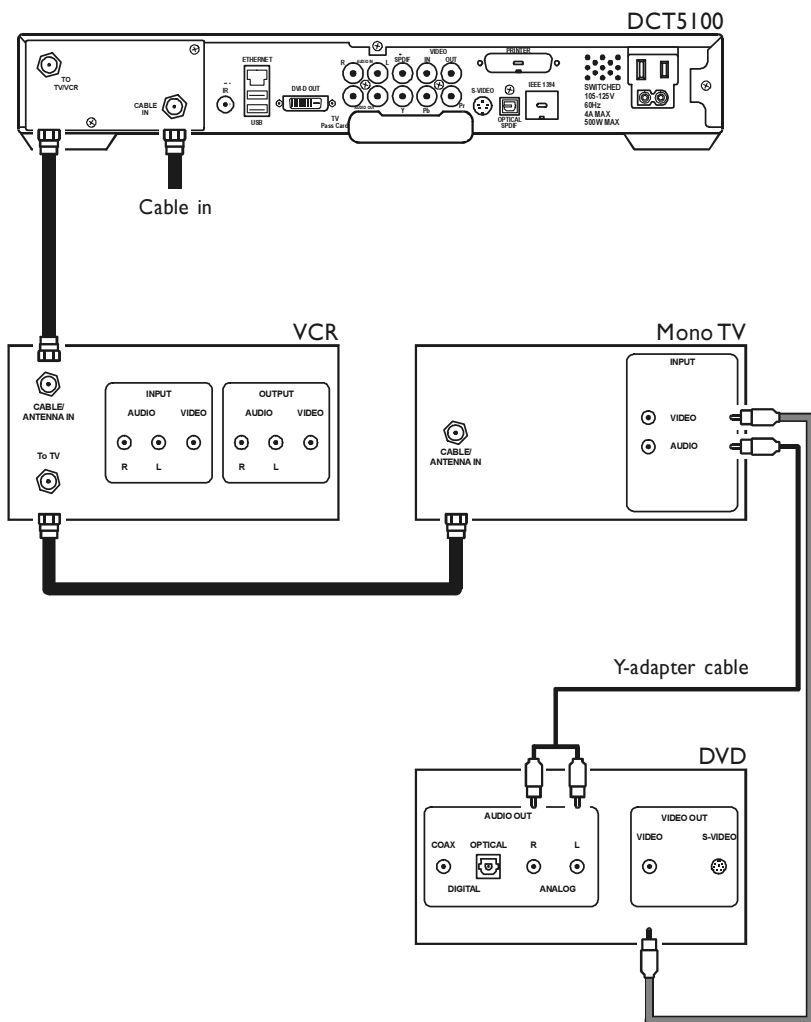 DCT5100
TO
TV/VCR
CABLE
IN
- -
IR
ETHERNET
USB
DVI-D OUT
TV
Pass Card
R AUDIO IN L
AUDIO OUT
SPDIF
VIDEO
IN OUT
Y Pb Pr
S-VIDEO
PRINTER
OPTICAL
SPDIF
IEEE 1394
SWITCHED
105-125V
60Hz
4A MAX
500W MAX
Cable in
VCR
CABLE/
ANTENNA IN
To TV
INPUT
AUDIO VIDEO
R L
OUTPUT
AUDIO VIDEO
R L
Mono TV
CABLE/
ANTENNA IN
INPUT
VIDEO
AUDIO
Y-adapter cable
DVD
AUDIO OUT
COAX OPTICAL R L
DIGITAL ANALOG
VIDEO OUT
VIDEO S-VIDEO